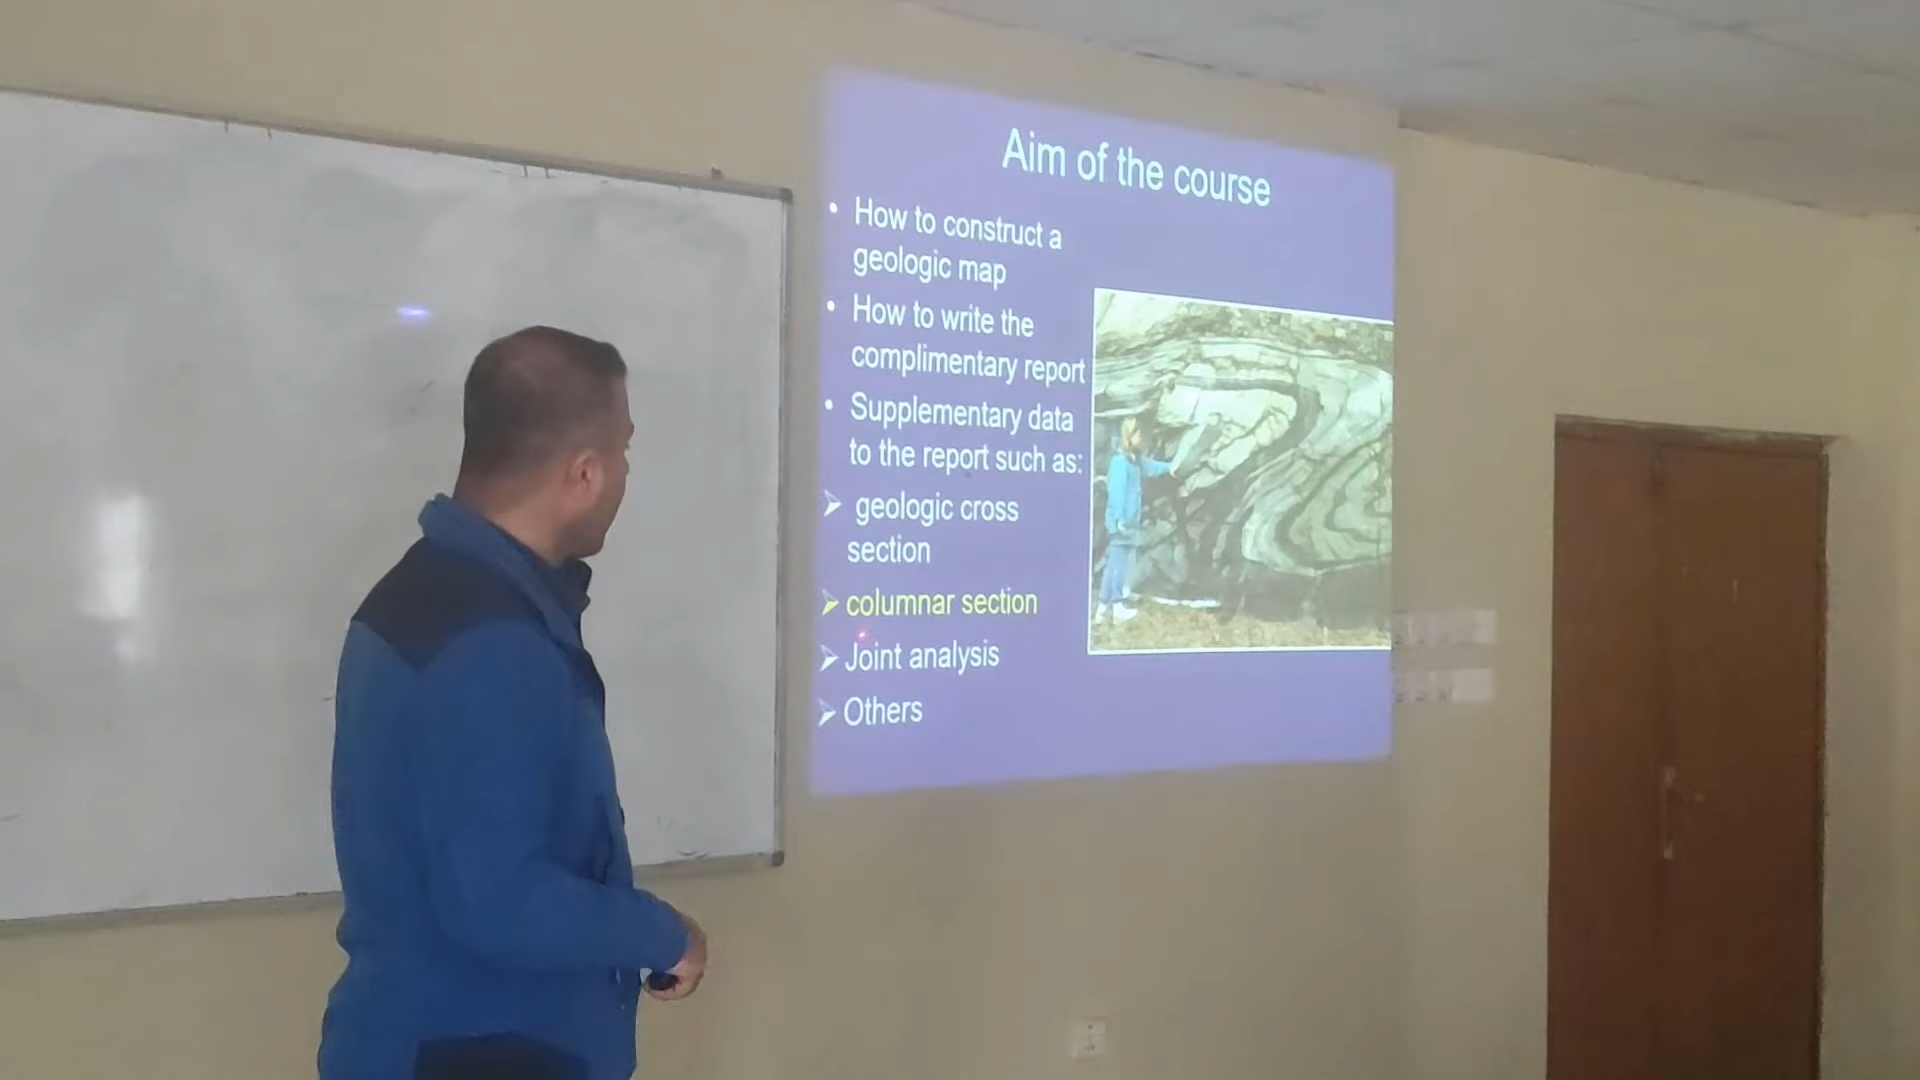 Aim of the course
• How to construct a
geologic map
• How to write the
complimentary report
• Supplementary data
to the report such as:
➢ geologic cross
section
➢ columnar section
➢ Joint analysis
➢ Others